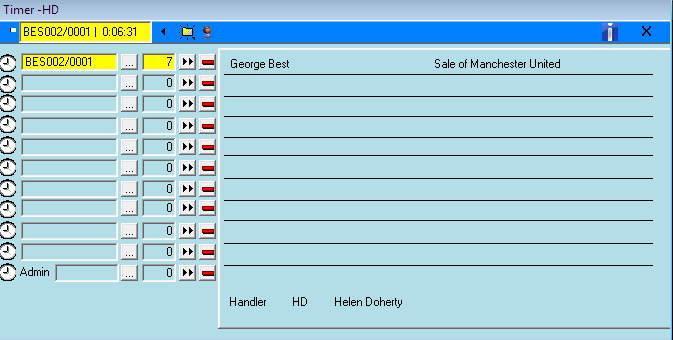 Timer -HD
BES002/0001 | 0:06:31
BES002/0001 ... 7 George Best Sale of Manchester United
... 0
... 0
... 0
... 0
... 0
... 0
... 0
... 0
... 0
Admin ... 0
Handler HD Helen Doherty